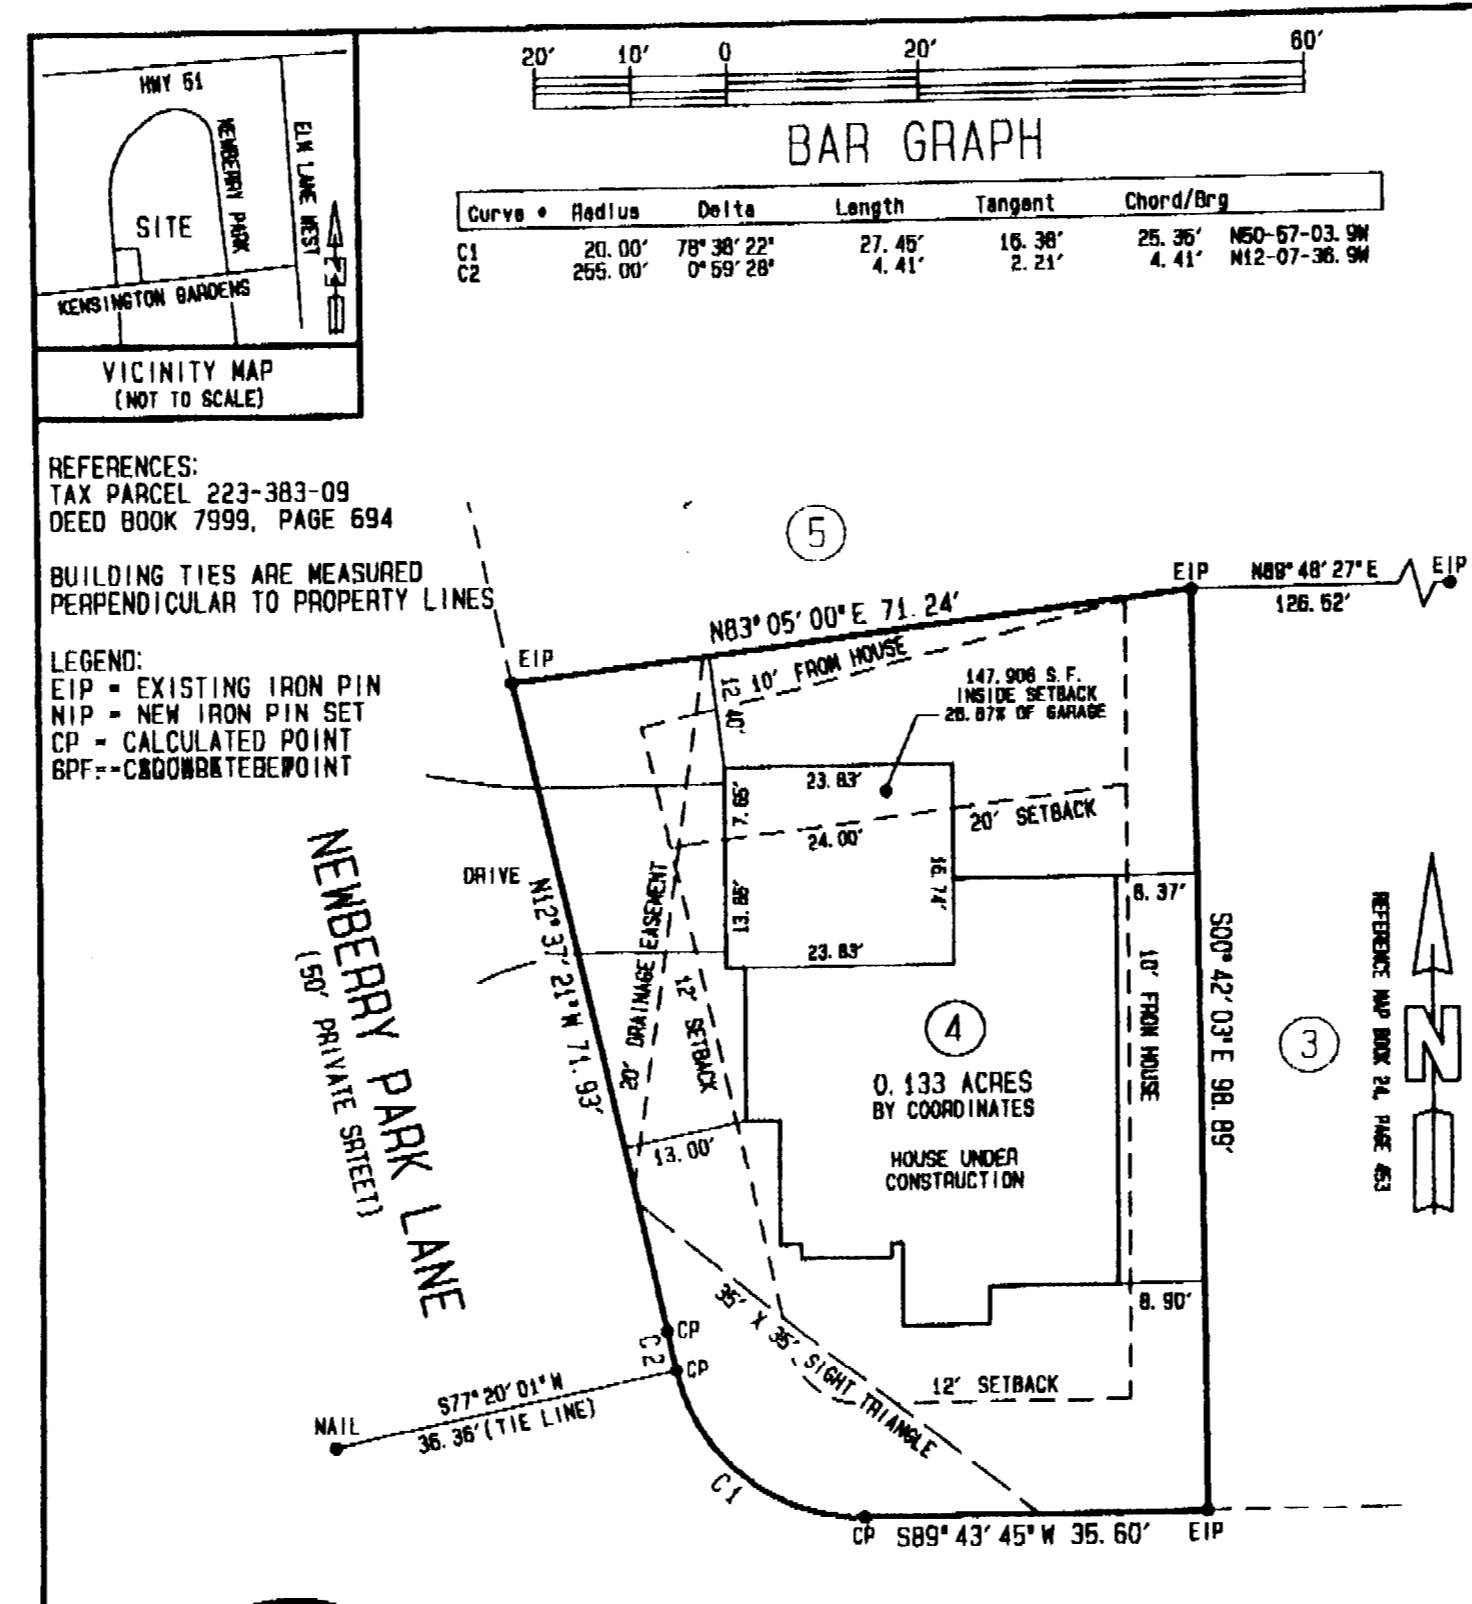 20' 10' 0 20' 60'
BAR GRAPH
Curve • Radius Delta Length Tangent Chord/Brg
C1 20.00' 78°38'22" 27.45' 16.38' 25.36' N50-57-03.9W
C2 255.00' 0°59'28" 4.41' 2.21' 4.41' N12-07-36.9W
HWY 51
NEWBERRY PARK
ELM LANE WEST
SITE
KENSINGTON GARDENS
VICINITY MAP
(NOT TO SCALE)
REFERENCES:
TAX PARCEL 223-383-09
DEED BOOK 7999, PAGE 694
BUILDING TIES ARE MEASURED
PERPENDICULAR TO PROPERTY LINES
LEGEND:
EIP = EXISTING IRON PIN
NIP = NEW IRON PIN SET
CP = CALCULATED POINT
5
EIP
N89°48'27"E
126.52'
EIP
N83°05'00"E 71.24'
EIP
10' FROM HOUSE
12.40'
147.906 S.F.
INSIDE SETBACK
OF GARAGE
23.83'
7.65'
24.00'
20' SETBACK
DRIVE
13.85'
16.74'
23.83'
8.37'
N12°37'21"W 71.93'
20' DRAINAGE EASEMENT
12' SETBACK
10' FROM HOUSE
S00°42'03"E 98.89'
NEWBERRY PARK LANE
(50' PRIVATE SRTEET)
4
0.133 ACRES
BY COORDINATES
HOUSE UNDER
CONSTRUCTION
3
REFERENCE MAP BOOK 24, PAGE 453
N
13.00'
8.90'
35' X 35' SIGHT TRIANGLE
12' SETBACK
CP
C2
CP
S77°20'01"W
36.36'(TIE LINE)
NAIL
C1
CP S89°43'45"W 35.60' EIP